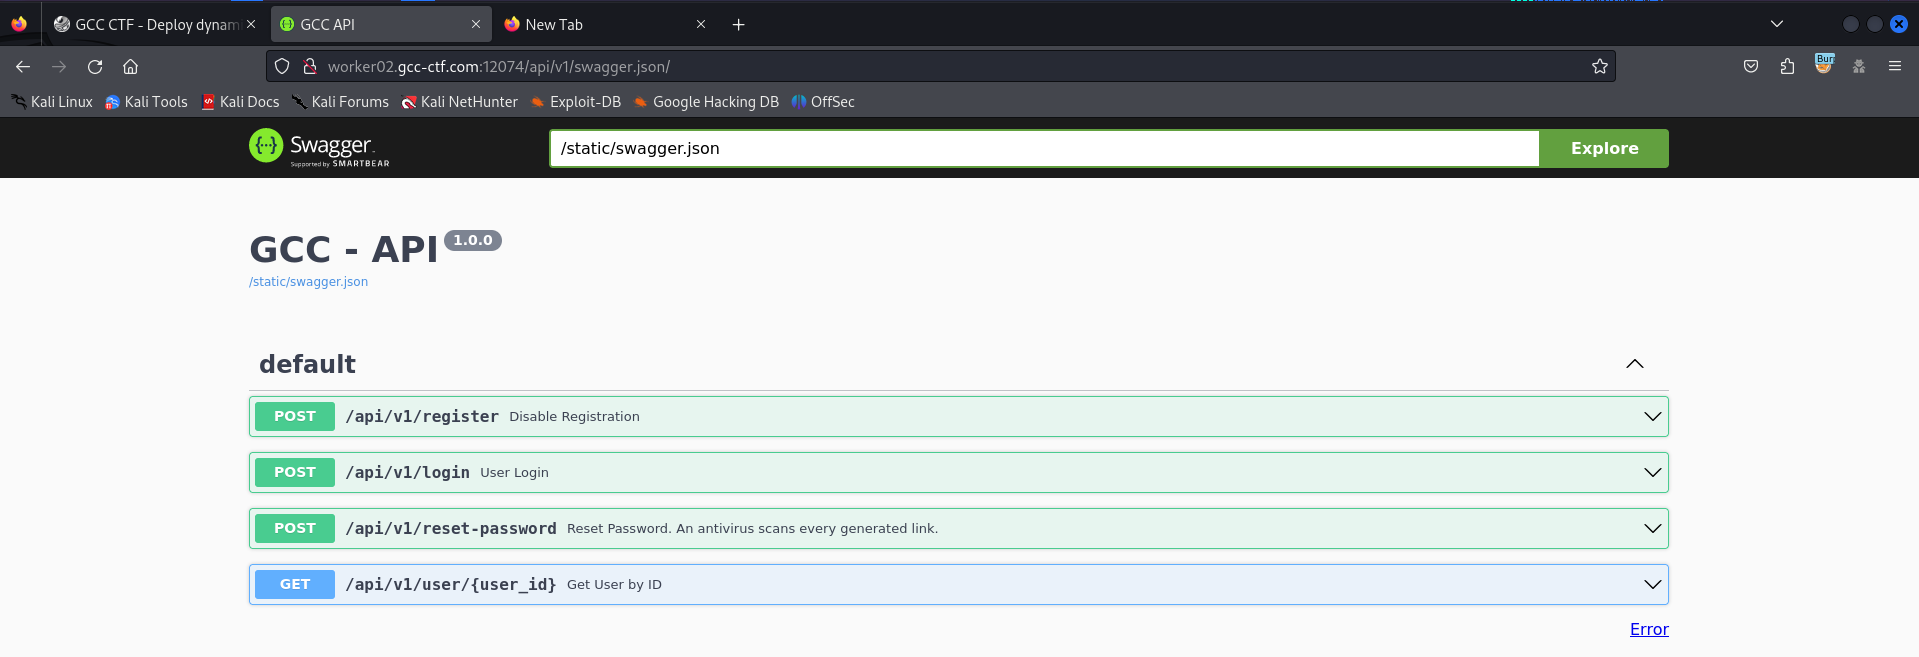 GCC CTF - Deploy dynam
GCC API
New Tab
worker02.gcc-ctf.com:12074/api/v1/swagger.json/
Burp
Kali Linux Kali Tools Kali Docs Kali Forums Kali NetHunter Exploit-DB Google Hacking DB OffSec
Swagger.
Supported by SMARTBEAR
/static/swagger.json
Explore
GCC - API 1.0.0
/static/swagger.json
default
POST /api/v1/register Disable Registration
POST /api/v1/login User Login
POST /api/v1/reset-password Reset Password. An antivirus scans every generated link.
GET /api/v1/user/{user_id} Get User by ID
Error